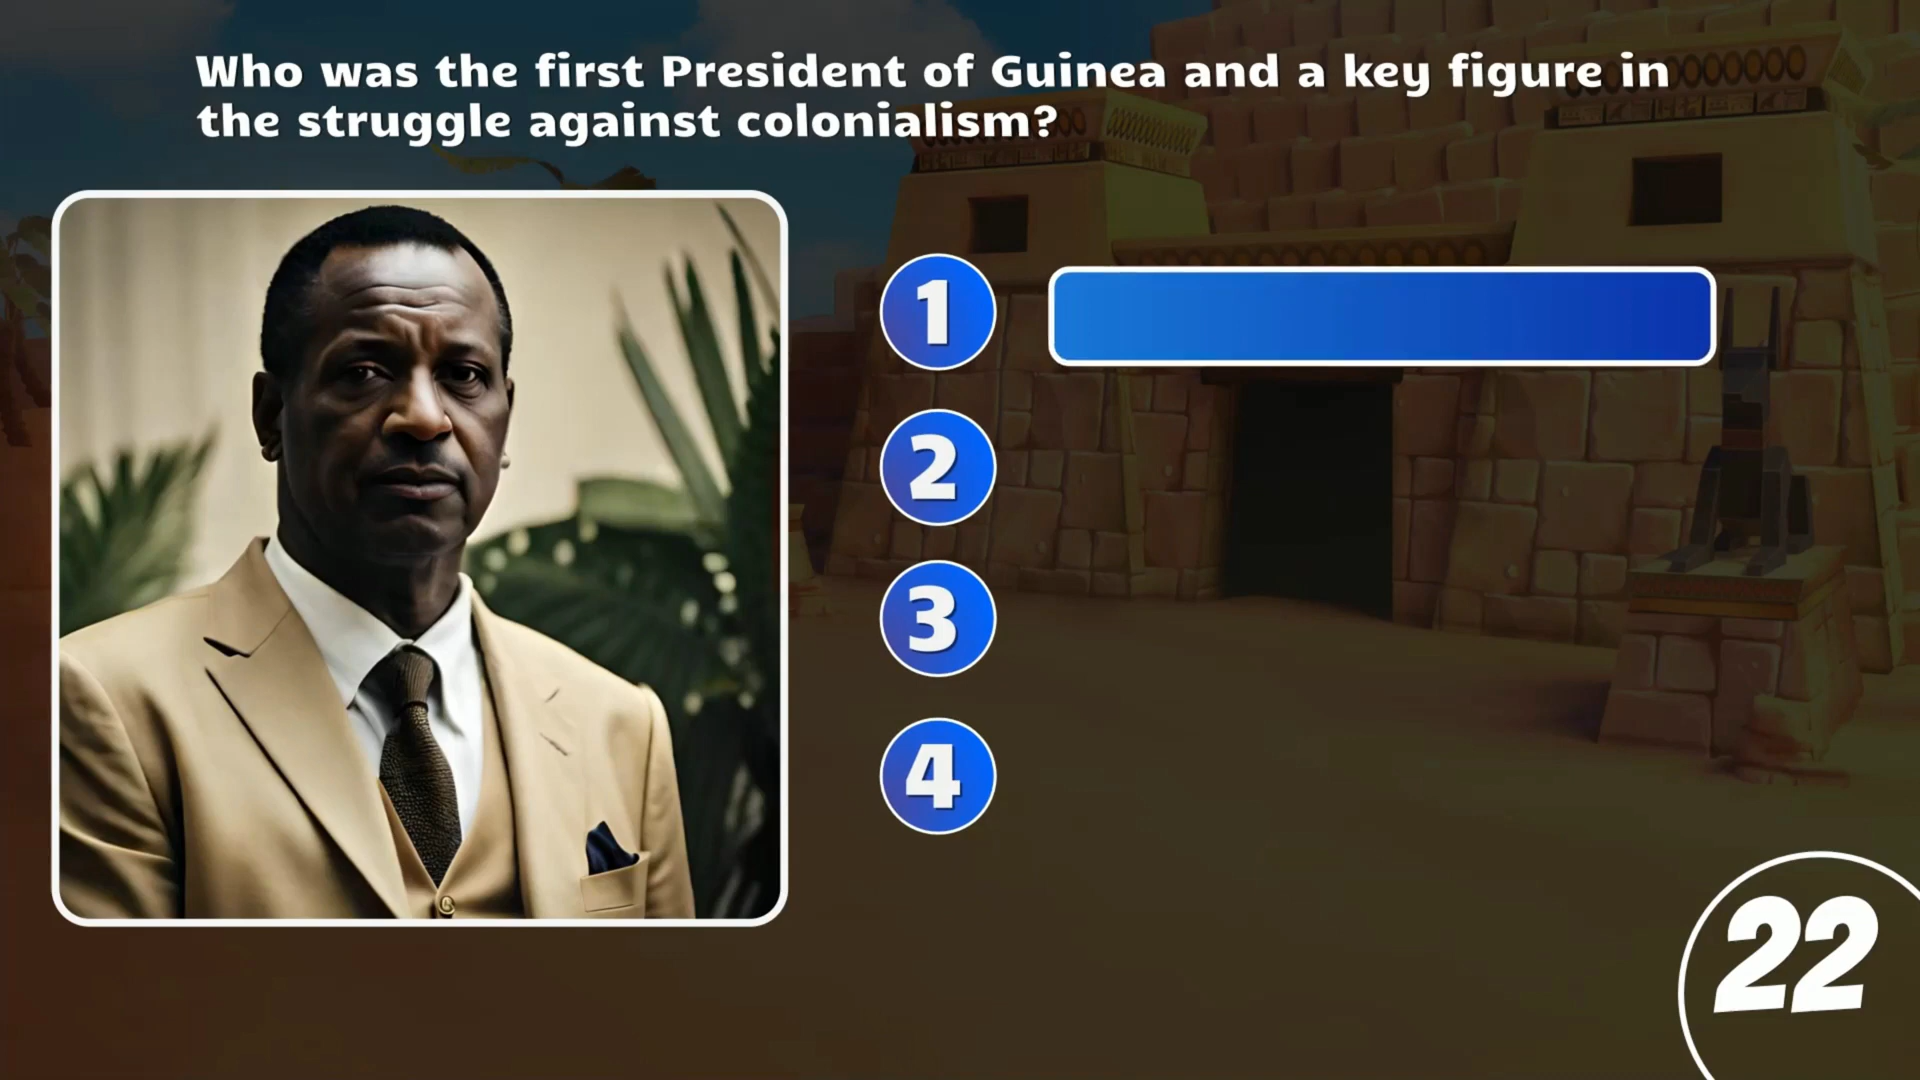 Who was the first President of Guinea and a key figure in
the struggle against colonialism?
1
2
3
4
22